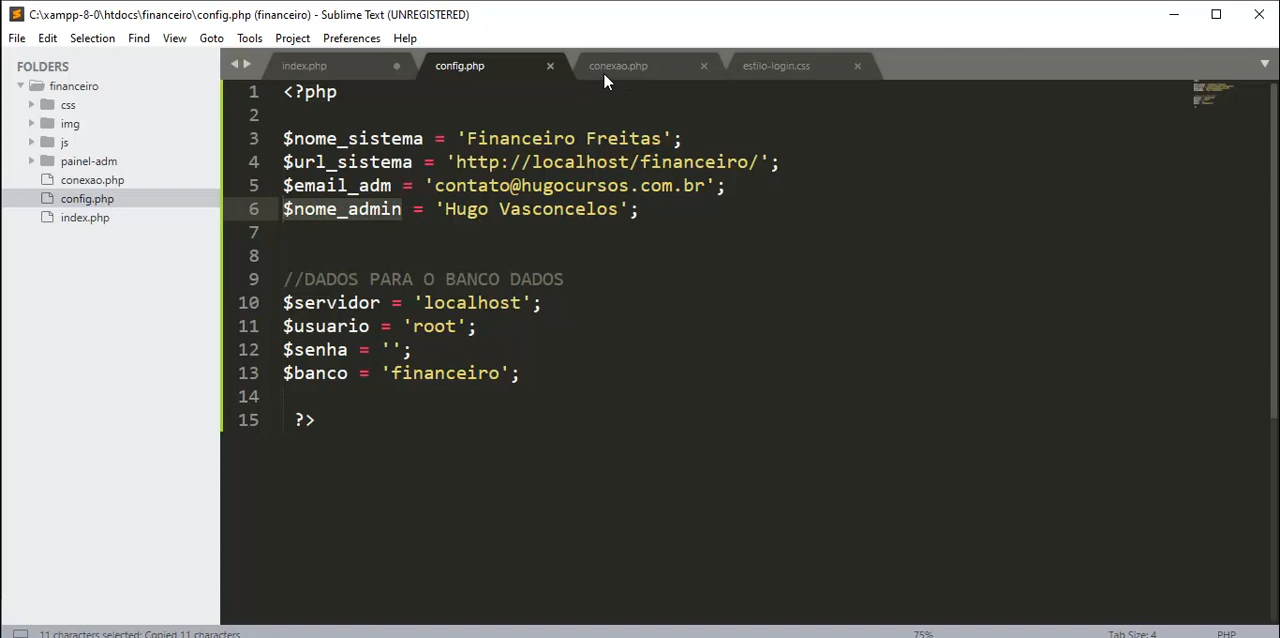 C:\xampp-8-0\htdocs\financeiro\config.php (financeiro) - Sublime Text (UNREGISTERED)
File Edit Selection Find View Goto Tools Project Preferences Help
FOLDERS
financeiro
css
img
js
painel-adm
conexao.php
config.php
index.php
index.php config.php conexao.php estilo-login.css
1 <?php
2
3 $nome_sistema = 'Financeiro Freitas';
4 $url_sistema = 'http://localhost/financeiro/';
5 $email_adm = 'contato@hugocursos.com.br';
6 $nome_admin = 'Hugo Vasconcelos';
7
8
9 //DADOS PARA O BANCO DADOS
10 $servidor = 'localhost';
11 $usuario = 'root';
12 $senha = '';
13 $banco = 'financeiro';
14
15 ?>
11 characters selected; Copied 11 characters 75% Tab Size: 4 PHP